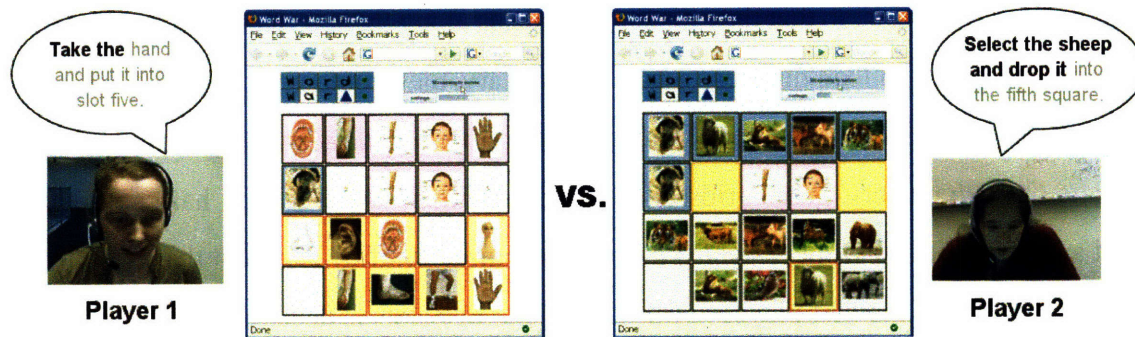 Take the hand
and put it into
slot five.
Player 1
Word War - Mozilla Firefox
File Edit View History Bookmarks Tools Help
w o r d
w a r
Done
vs.
Word War - Mozilla Firefox
File Edit View History Bookmarks Tools Help
w o r d
w a r
Done
Select the sheep
and drop it into
the fifth square.
Player 2